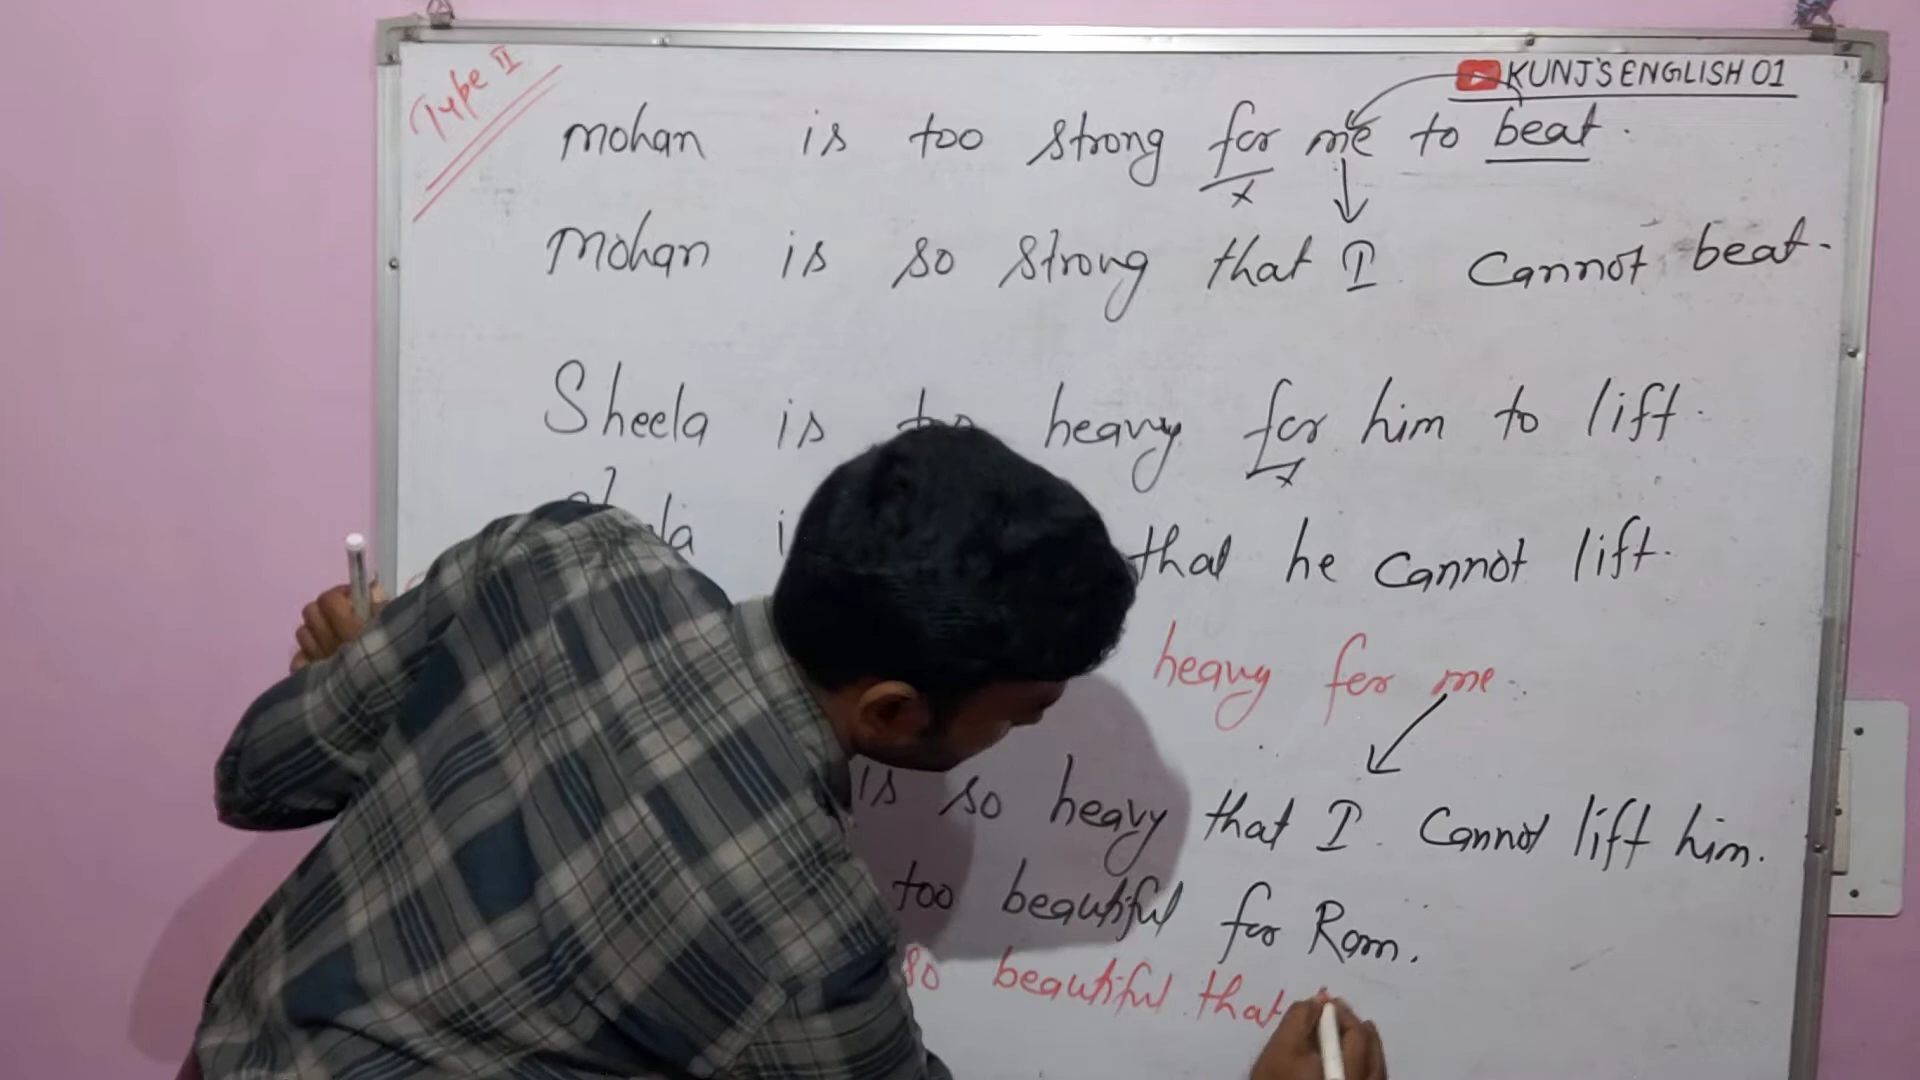 Type II
KUNJ'S ENGLISH 01
Mohan is too strong for me to beat.
Mohan is so strong that I cannot beat.
Sheela is too heavy for him to lift.
that he cannot lift.
heavy for me.
is so heavy that I cannot lift him.
too beautiful for Ram.
so beautiful that